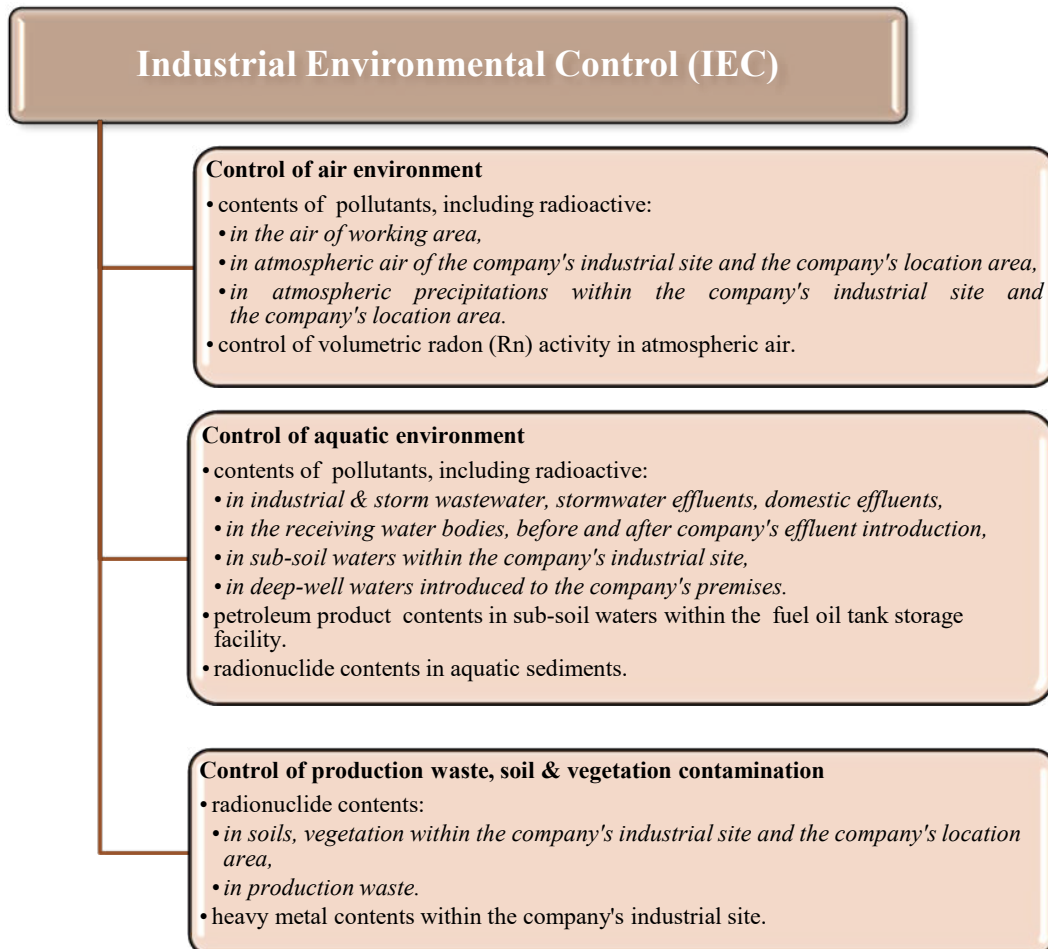 Industrial Environmental Control (IEC)
Control of air environment
• contents of pollutants, including radioactive:
• in the air of working area,
• in atmospheric air of the company's industrial site and the company's location area,
• in atmospheric precipitations within the company's industrial site and
the company's location area.
• control of volumetric radon (Rn) activity in atmospheric air.
Control of aquatic environment
• contents of pollutants, including radioactive:
• in industrial & storm wastewater, stormwater effluents, domestic effluents,
• in the receiving water bodies, before and after company's effluent introduction,
• in sub-soil waters within the company's industrial site,
• in deep-well waters introduced to the company's premises.
• petroleum product contents in sub-soil waters within the fuel oil tank storage
facility.
• radionuclide contents in aquatic sediments.
Control of production waste, soil & vegetation contamination
• radionuclide contents:
• in soils, vegetation within the company's industrial site and the company's location
area,
• in production waste.
• heavy metal contents within the company's industrial site.